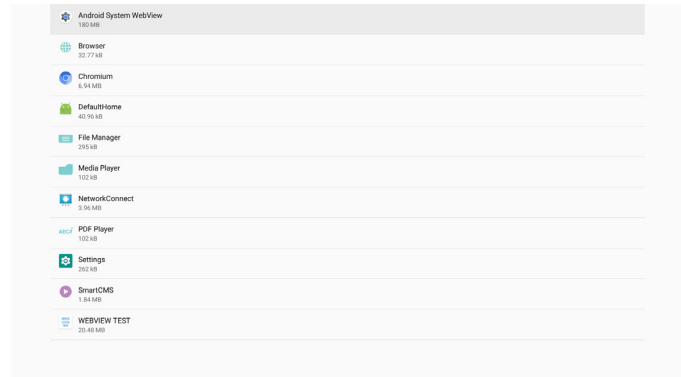 Android System WebView
180 MB
Browser
32.77 kB
Chromium
6.94 MB
DefaultHome
40.96 kB
File Manager
295 kB
Media Player
102 kB
NetworkConnect
3.96 MB
PDF Player
102 kB
Settings
262 kB
SmartCMS
1.84 MB
WEBVIEW TEST
20.48 MB